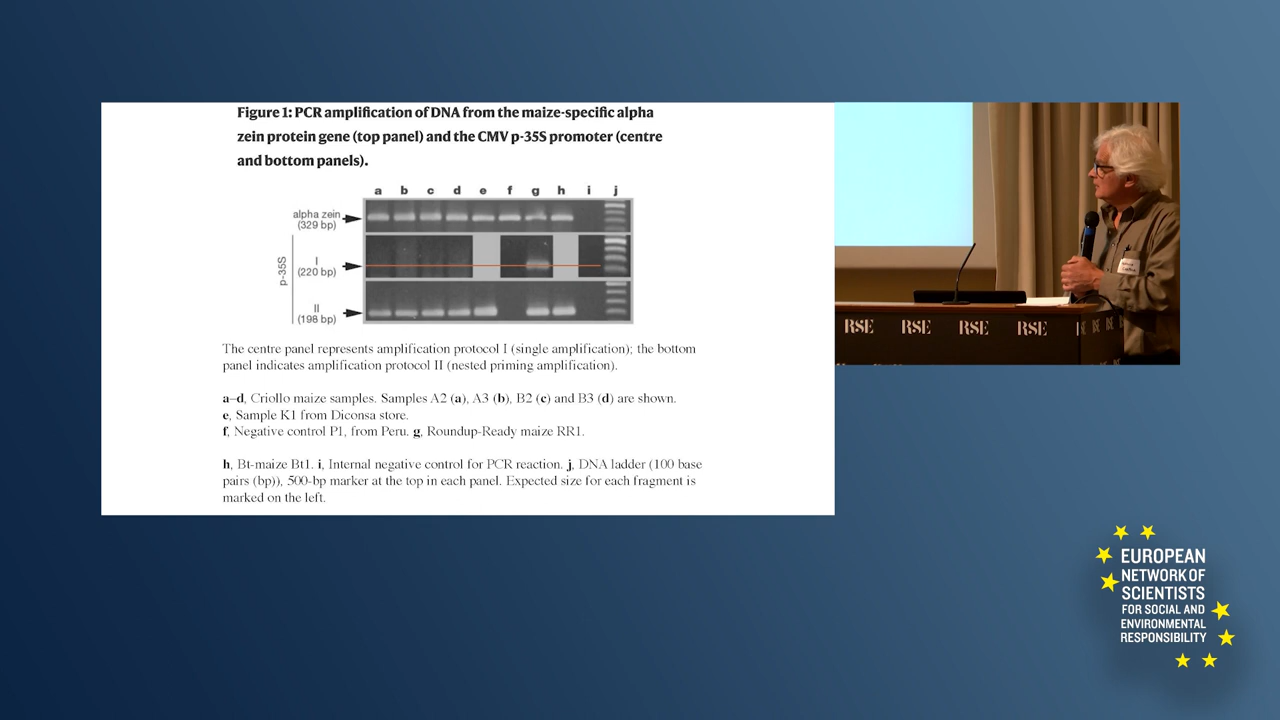 Figure 1: PCR amplification of DNA from the maize-specific alpha
zein protein gene (top panel) and the CMV p-35S promoter (centre
and bottom panels).
a b c d e f g h i j
alpha zein
(329 bp)
p-35S
I
(220 bp)
II
(198 bp)
The centre panel represents amplification protocol I (single amplification); the bottom
panel indicates amplification protocol II (nested priming amplification).
a–d, Criollo maize samples. Samples A2 (a), A3 (b), B2 (c) and B3 (d) are shown.
e, Sample K1 from Diconsa store.
f, Negative control P1, from Peru. g, Roundup-Ready maize RR1.
h, Bt-maize Bt1. i, Internal negative control for PCR reaction. j, DNA ladder (100 base
pairs (bp)), 500-bp marker at the top in each panel. Expected size for each fragment is
marked on the left.
RSE RSE RSE RSE
EUROPEAN
NETWORK OF
SCIENTISTS
FOR SOCIAL AND
ENVIRONMENTAL
RESPONSIBILITY